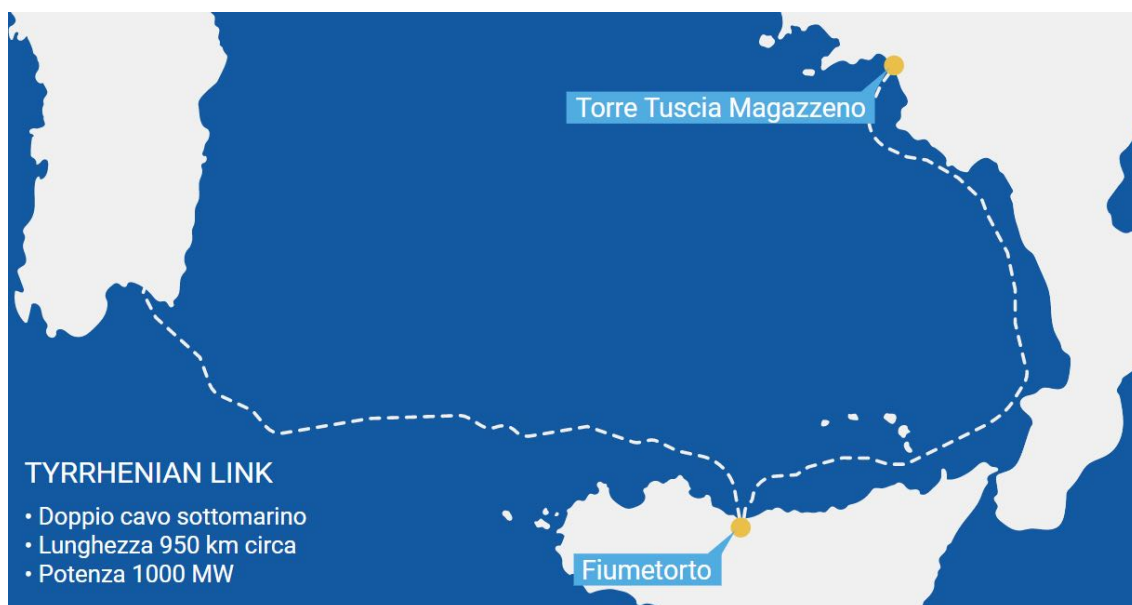 Torre Tuscia Magazzeno
TYRRHENIAN LINK
• Doppio cavo sottomarino
• Lunghezza 950 km circa
• Potenza 1000 MW
Fiumetorto